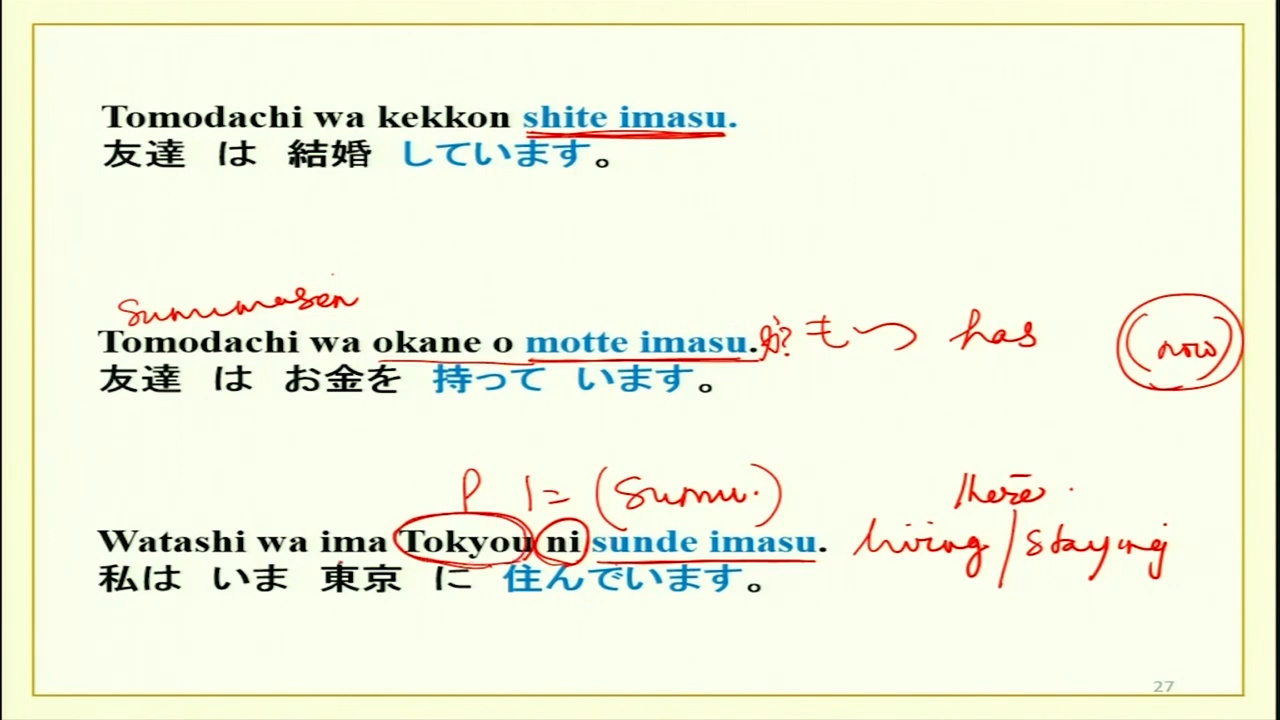 Tomodachi wa kekkon shite imasu.
友達 は 結婚 しています。
Sumimasen
Tomodachi wa okane o motte imasu. か? もつ has (now)
友達 は お金を 持って います。
P 1= (Sumu.) here
Watashi wa ima Tokyou ni sunde imasu. living / staying
私は いま 東京 に 住んでいます。
27